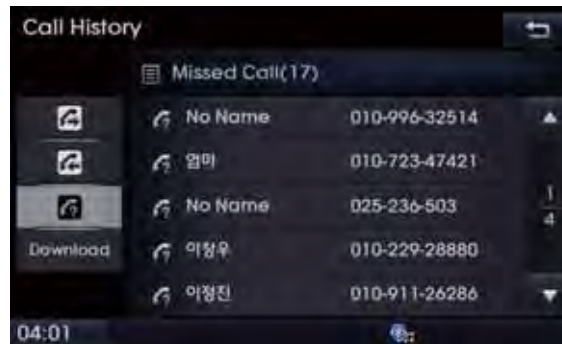 Call History
Missed Call(17)
No Name 010-996-32514
엄마 010-723-47421
No Name 025-236-503
이창우 010-229-28880
Download
이정진 010-911-26286
1
4
04:01